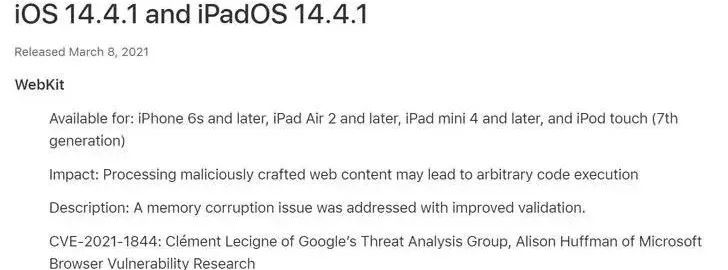 iOS 14.4.1 and iPadOS 14.4.1
Released March 8, 2021
WebKit
Available for: iPhone 6s and later, iPad Air 2 and later, iPad mini 4 and later, and iPod touch (7th
generation)
Impact: Processing maliciously crafted web content may lead to arbitrary code execution
Description: A memory corruption issue was addressed with improved validation.
CVE-2021-1844: Clément Lecigne of Google’s Threat Analysis Group, Alison Huffman of Microsoft
Browser Vulnerability Research